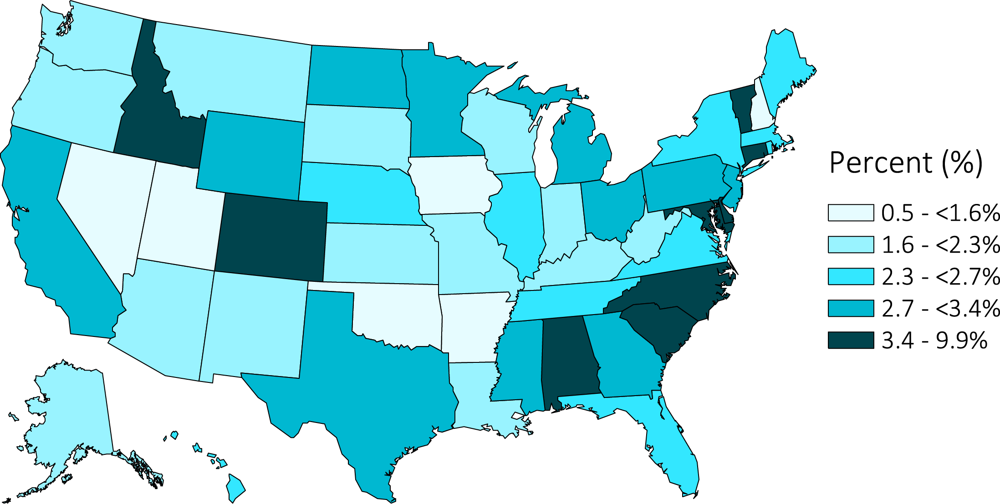 Percent (%)
0.5 - <1.6%
1.6 - <2.3%
2.3 - <2.7%
2.7 - <3.4%
3.4 - 9.9%